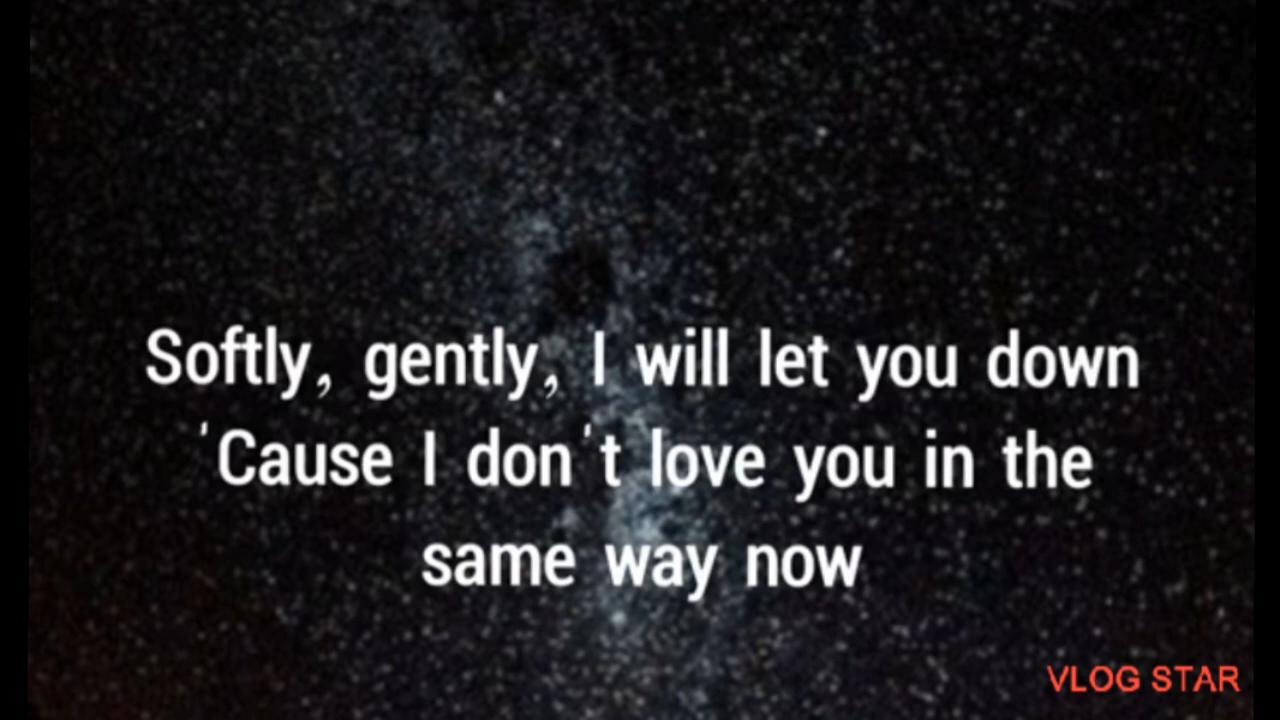 Softly, gently, I will let you down
'Cause I don't love you in the
same way now
VLOG STAR